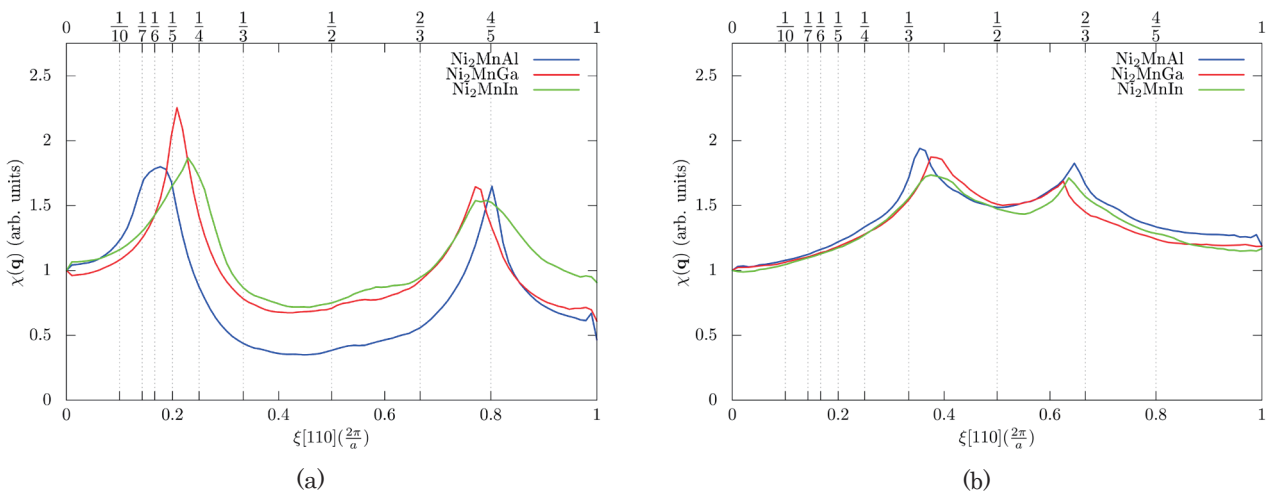 0 1/10 1/7 1/6 1/5 1/4 1/3 1/2 2/3 4/5 1
Ni₂MnAl
Ni₂MnGa
Ni₂MnIn
2.5
2
1.5
1
0.5
0
χ(q) (arb. units)
0 0.2 0.4 0.6 0.8 1
ξ[110](2π/a)
(a)
0 1/10 1/7 1/6 1/5 1/4 1/3 1/2 2/3 4/5 1
Ni₂MnAl
Ni₂MnGa
Ni₂MnIn
2.5
2
1.5
1
0.5
0
χ(q) (arb. units)
0 0.2 0.4 0.6 0.8 1
ξ[110](2π/a)
(b)